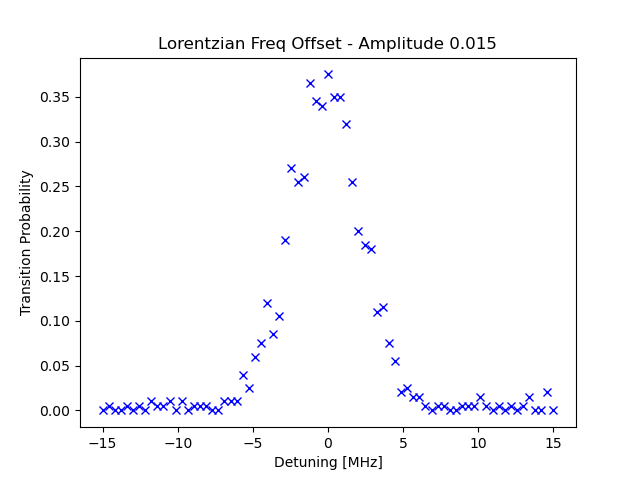 Lorentzian Freq Offset - Amplitude 0.015
Transition Probability
0.35
0.30
0.25
0.20
0.15
0.10
0.05
0.00
−15 −10 −5 0 5 10 15
Detuning [MHz]